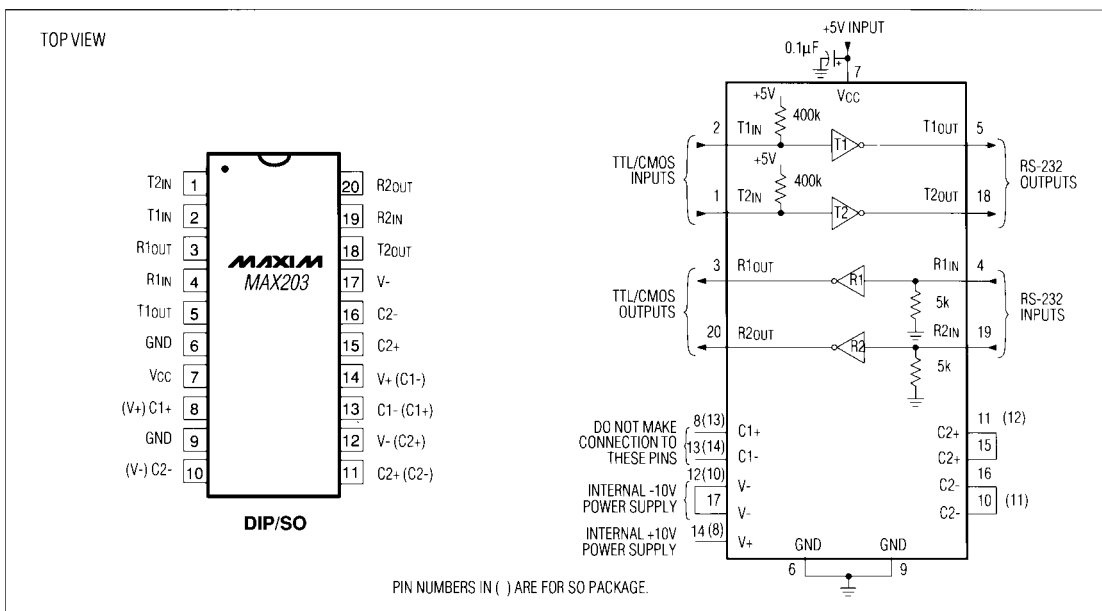 TOP VIEW
T2IN 1
T1IN 2
R1OUT 3
R1IN 4
T1OUT 5
GND 6
VCC 7
(V+) C1+ 8
GND 9
(V-) C2- 10
MAXIM
MAX203
20 R2OUT
19 R2IN
18 T2OUT
17 V-
16 C2-
15 C2+
14 V+ (C1-)
13 C1- (C1+)
12 V- (C2+)
11 C2+ (C2-)
DIP/SO
+5V INPUT
0.1µF
+
7
VCC
+5V
400k
2 T1IN T1 T1OUT 5
TTL/CMOS
INPUTS
+5V
400k
RS-232
OUTPUTS
1 T2IN T2 T2OUT 18
3 R1OUT R1 R1IN 4
TTL/CMOS
OUTPUTS
5k
RS-232
INPUTS
20 R2OUT R2 R2IN 19
5k
DO NOT MAKE
CONNECTION TO
THESE PINS
8 (13) C1+
13 (14) C1-
INTERNAL -10V
POWER SUPPLY
12 (10) V-
17 V-
INTERNAL +10V
POWER SUPPLY
14 (8) V+
C2+ 11 (12)
C2+ 15
C2- 16
C2- 10 (11)
GND GND
6 9
PIN NUMBERS IN ( ) ARE FOR SO PACKAGE.